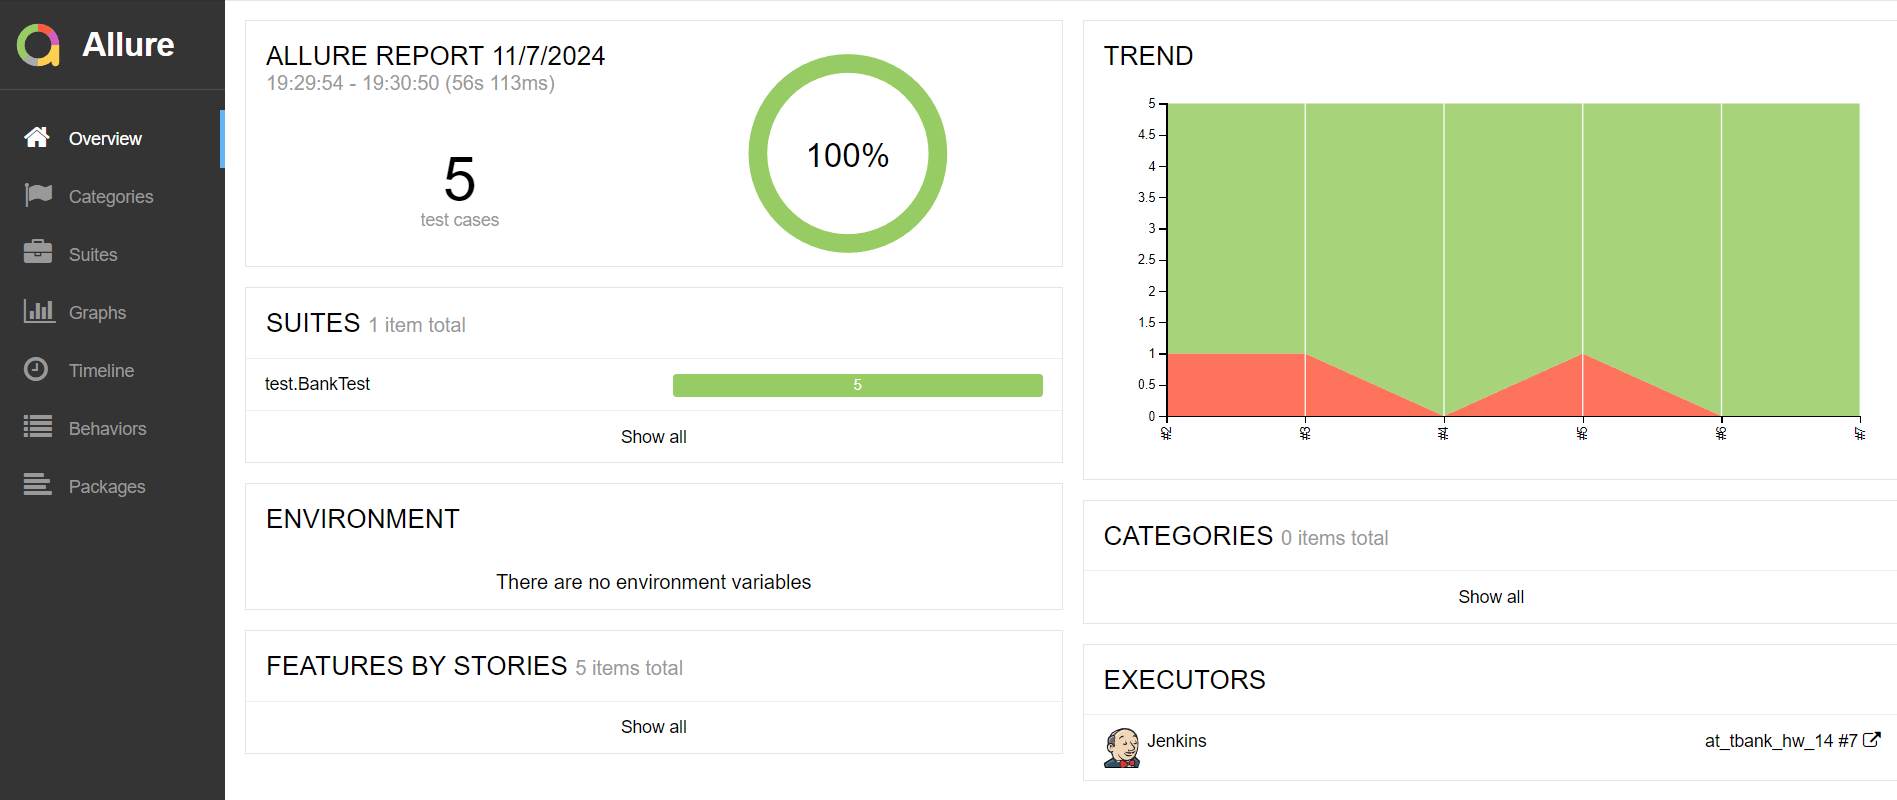 Allure
Overview
Categories
Suites
Graphs
Timeline
Behaviors
Packages
ALLURE REPORT 11/7/2024
19:29:54 - 19:30:50 (56s 113ms)
5
test cases
100%
SUITES 1 item total
test.BankTest 5
Show all
ENVIRONMENT
There are no environment variables
FEATURES BY STORIES 5 items total
Show all
TREND
5
4.5
4
3.5
3
2.5
2
1.5
1
0.5
0
#2 #3 #4 #5 #6 #7
CATEGORIES 0 items total
Show all
EXECUTORS
Jenkins at_tbank_hw_14 #7